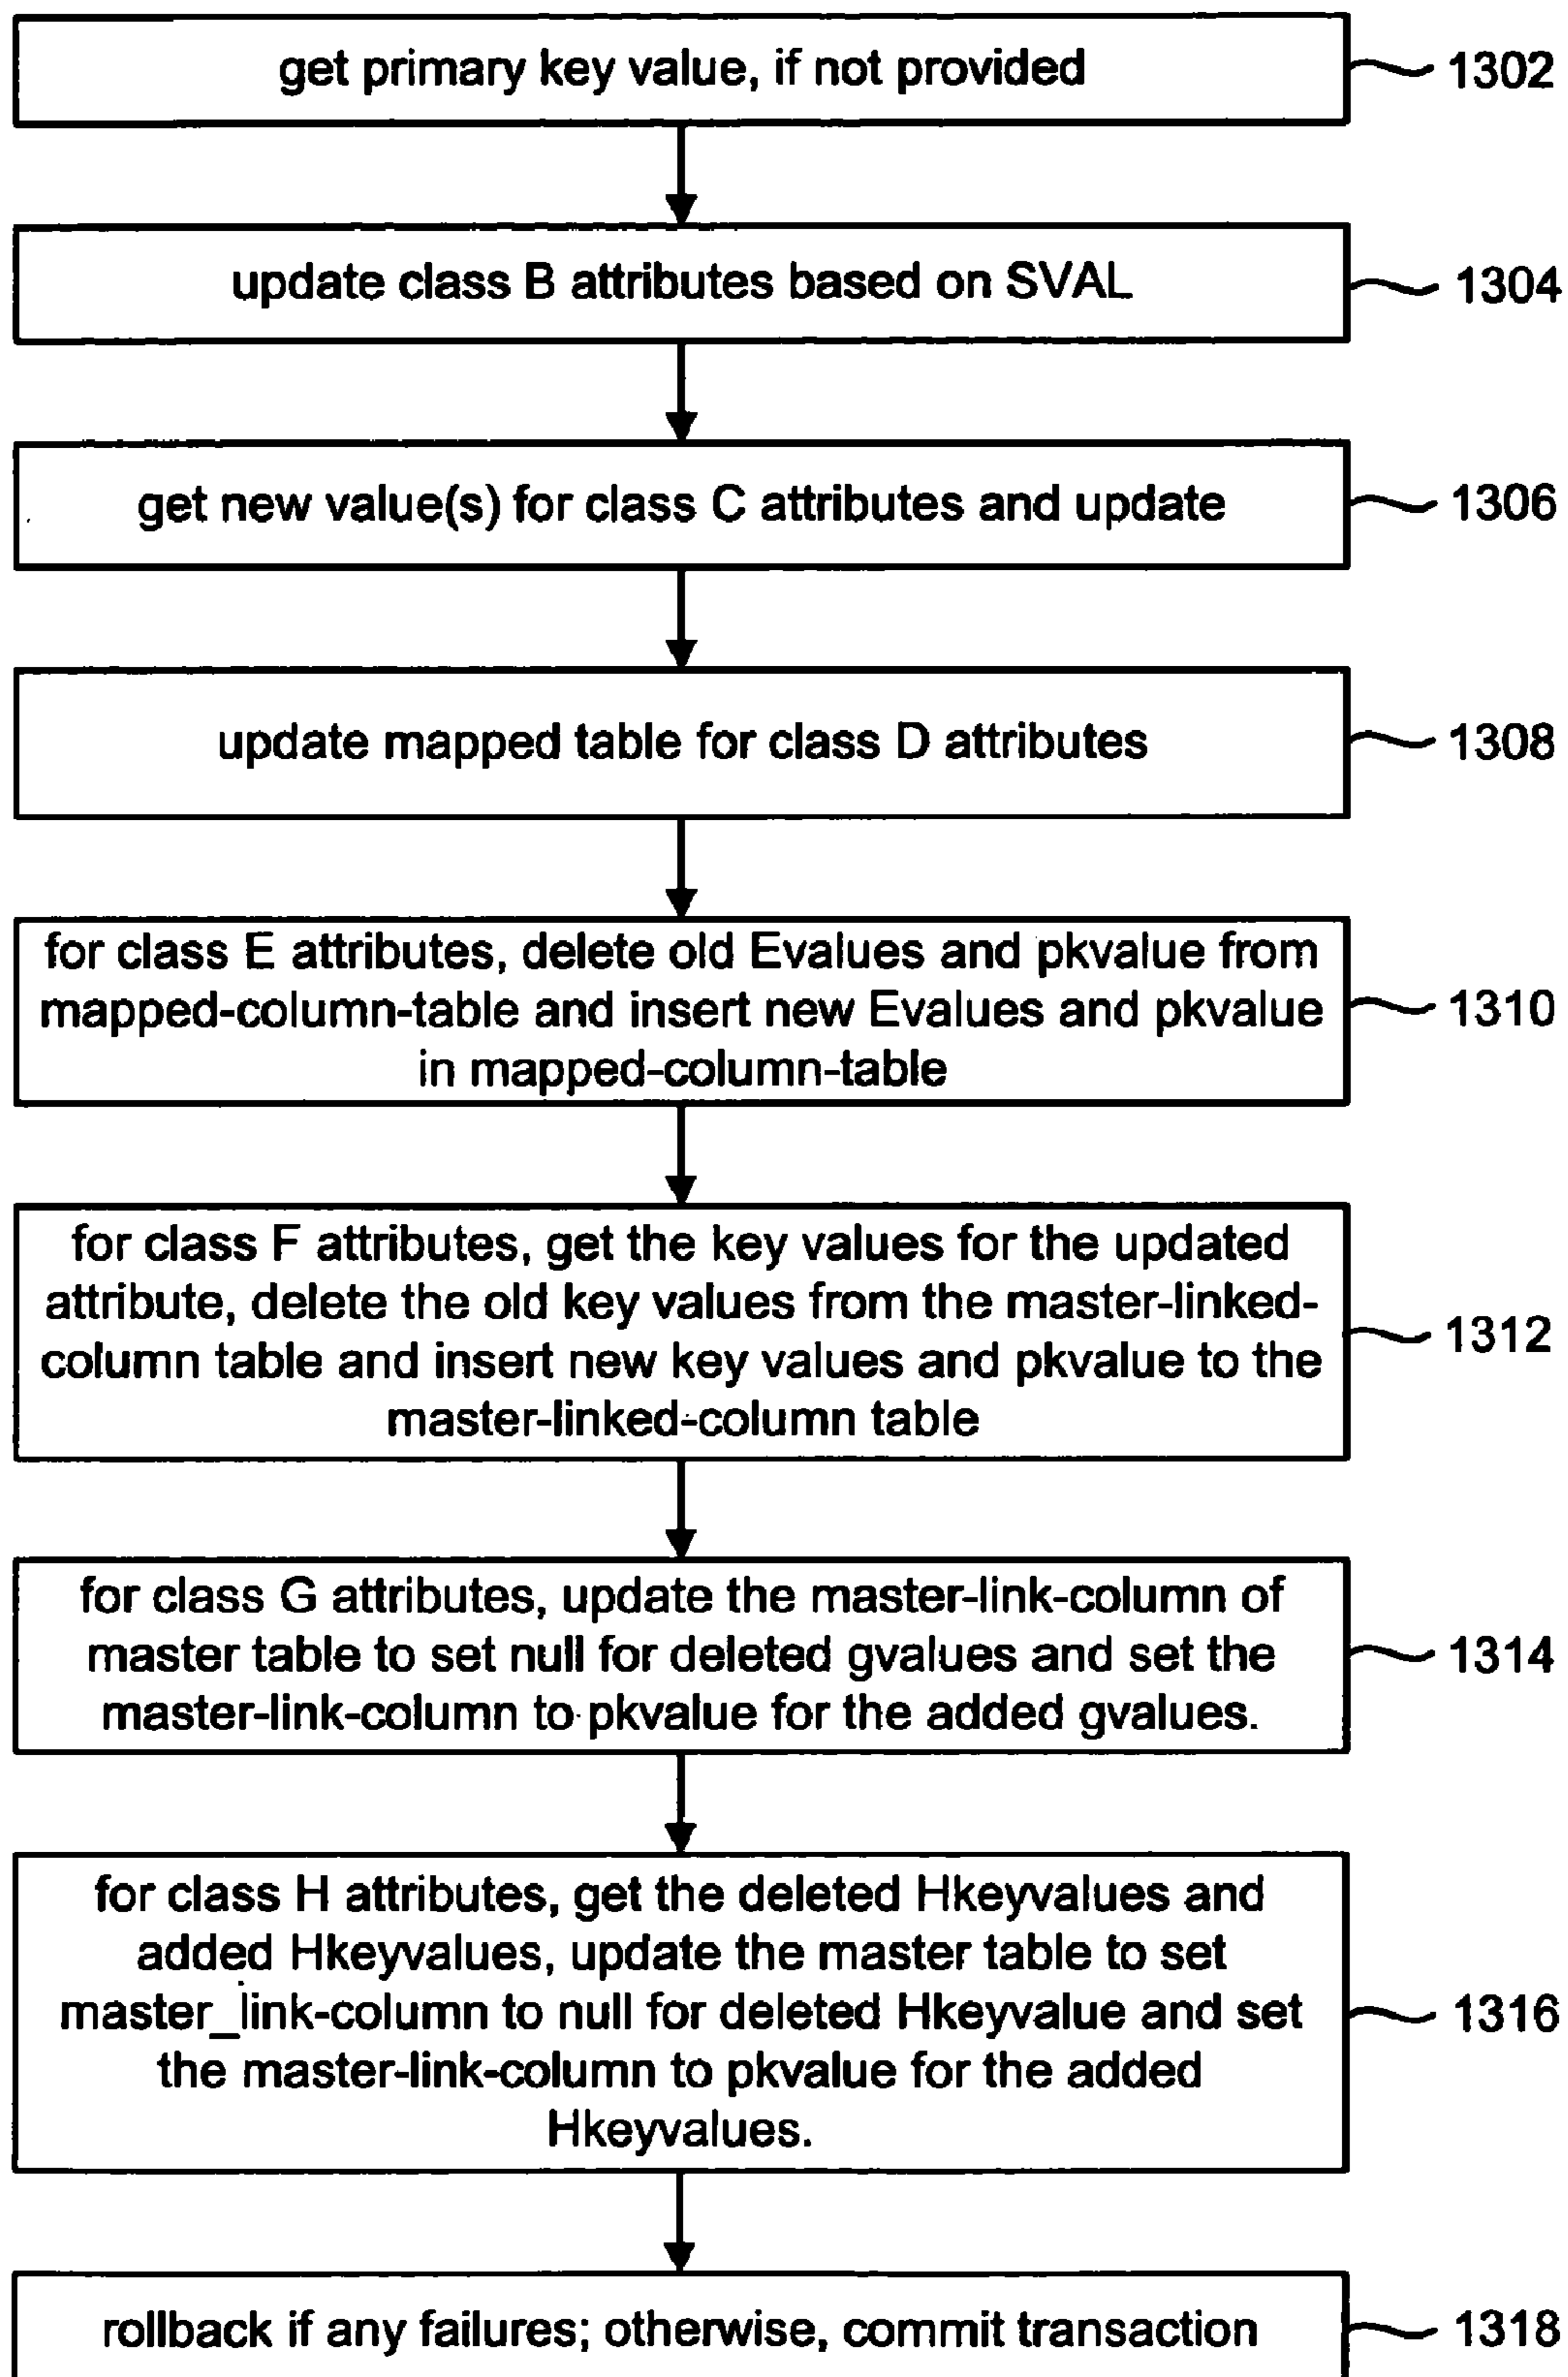 get primary key value, if not provided
1302
update class B attributes based on SVAL
1304
get new value(s) for class C attributes and update
1306
update mapped table for class D attributes
1308
for class E attributes, delete old Evalues and pkvalue from
mapped-column-table and insert new Evalues and pkvalue
in mapped-column-table
1310
for class F attributes, get the key values for the updated
attribute, delete the old key values from the master-linked-
column table and insert new key values and pkvalue to the
master-linked-column table
1312
for class G attributes, update the master-link-column of
master table to set null for deleted gvalues and set the
master-link-column to pkvalue for the added gvalues.
1314
for class H attributes, get the deleted Hkeyvalues and
added Hkeyvalues, update the master table to set
master_link-column to null for deleted Hkeyvalue and set
the master-link-column to pkvalue for the added
Hkeyvalues.
1316
rollback if any failures; otherwise, commit transaction
1318